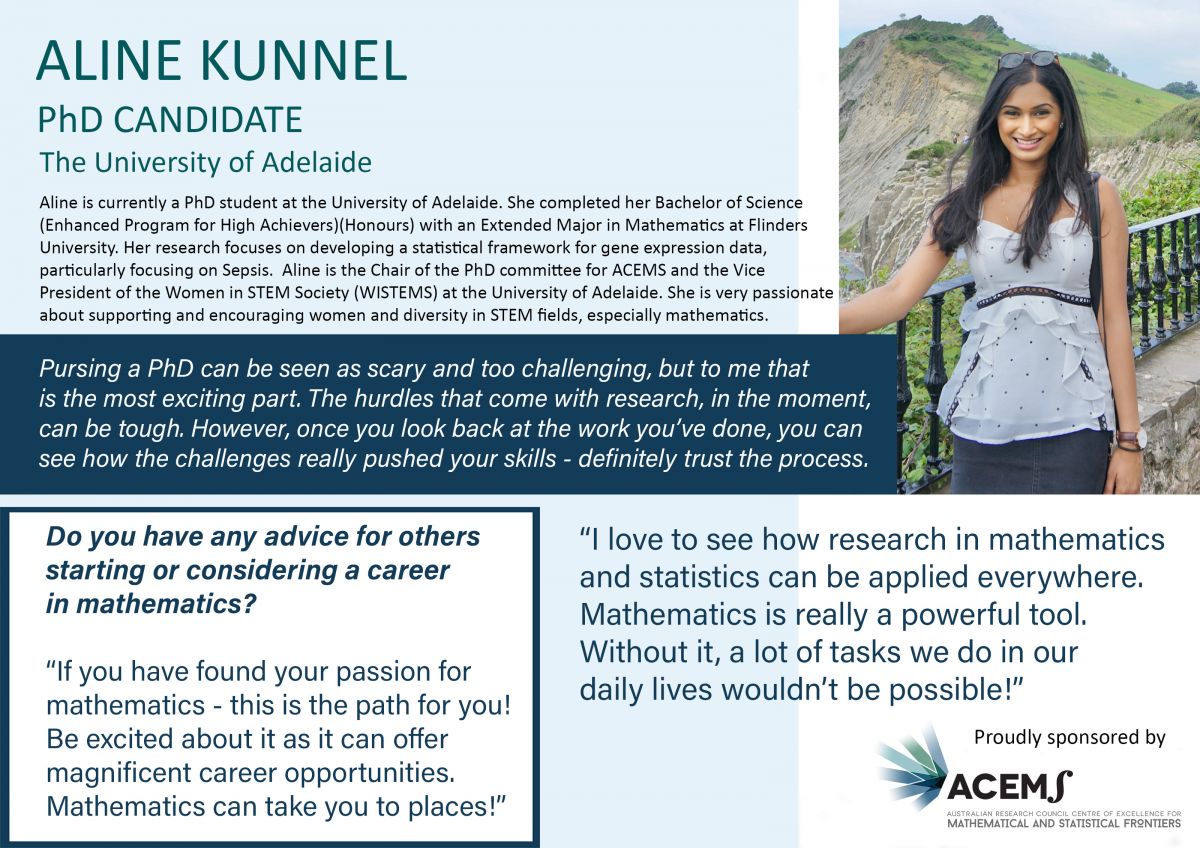 ALINE KUNNEL
PhD CANDIDATE
The University of Adelaide
Aline is currently a PhD student at the University of Adelaide. She completed her Bachelor of Science
(Enhanced Program for High Achievers)(Honours) with an Extended Major in Mathematics at Flinders
University. Her research focuses on developing a statistical framework for gene expression data,
particularly focusing on Sepsis.  Aline is the Chair of the PhD committee for ACEMS and the Vice
President of the Women in STEM Society (WISTEMS) at the University of Adelaide. She is very passionate
about supporting and encouraging women and diversity in STEM fields, especially mathematics.
Pursing a PhD can be seen as scary and too challenging, but to me that
is the most exciting part. The hurdles that come with research, in the moment,
can be tough. However, once you look back at the work you’ve done, you can
see how the challenges really pushed your skills - definitely trust the process.
Do you have any advice for others
starting or considering a career
in mathematics?
“If you have found your passion for
mathematics - this is the path for you!
Be excited about it as it can offer
magnificent career opportunities.
Mathematics can take you to places!”
“I love to see how research in mathematics
and statistics can be applied everywhere.
Mathematics is really a powerful tool.
Without it, a lot of tasks we do in our
daily lives wouldn’t be possible!”
Proudly sponsored by
ACEMS
AUSTRALIAN RESEARCH COUNCIL CENTRE OF EXCELLENCE FOR
MATHEMATICAL AND STATISTICAL FRONTIERS